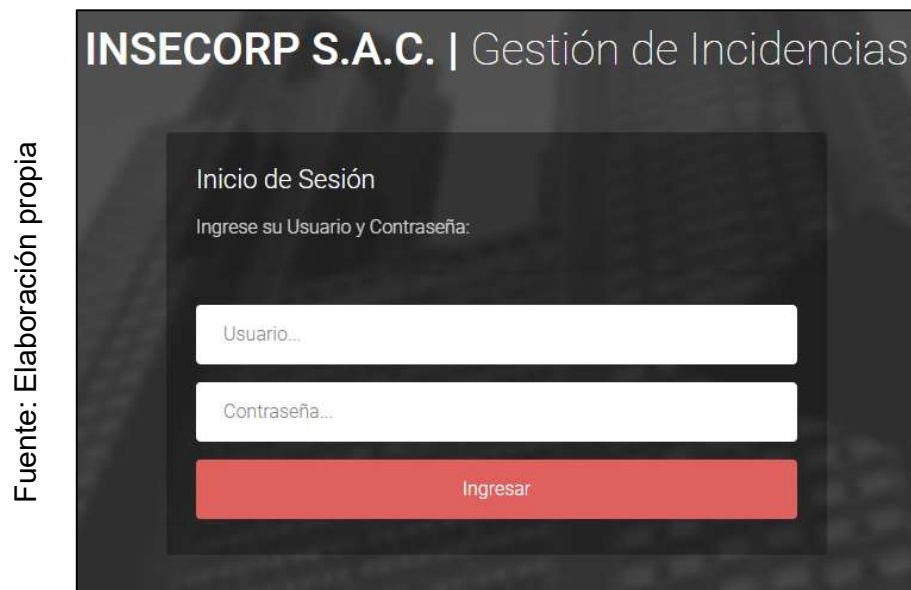 INSECORP S.A.C. | Gestión de Incidencias
Inicio de Sesión
Ingrese su Usuario y Contraseña:
Usuario...
Contraseña...
Ingresar
Fuente: Elaboración propia